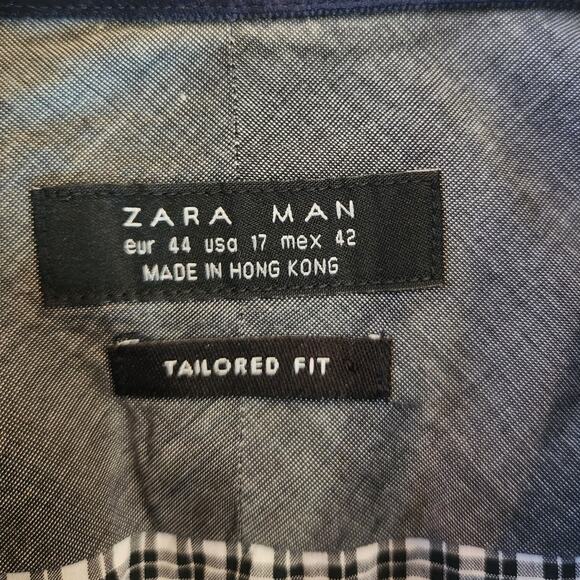 ZARA MAN
eur 44 usa 17 mex 42
MADE IN HONG KONG
TAILORED FIT